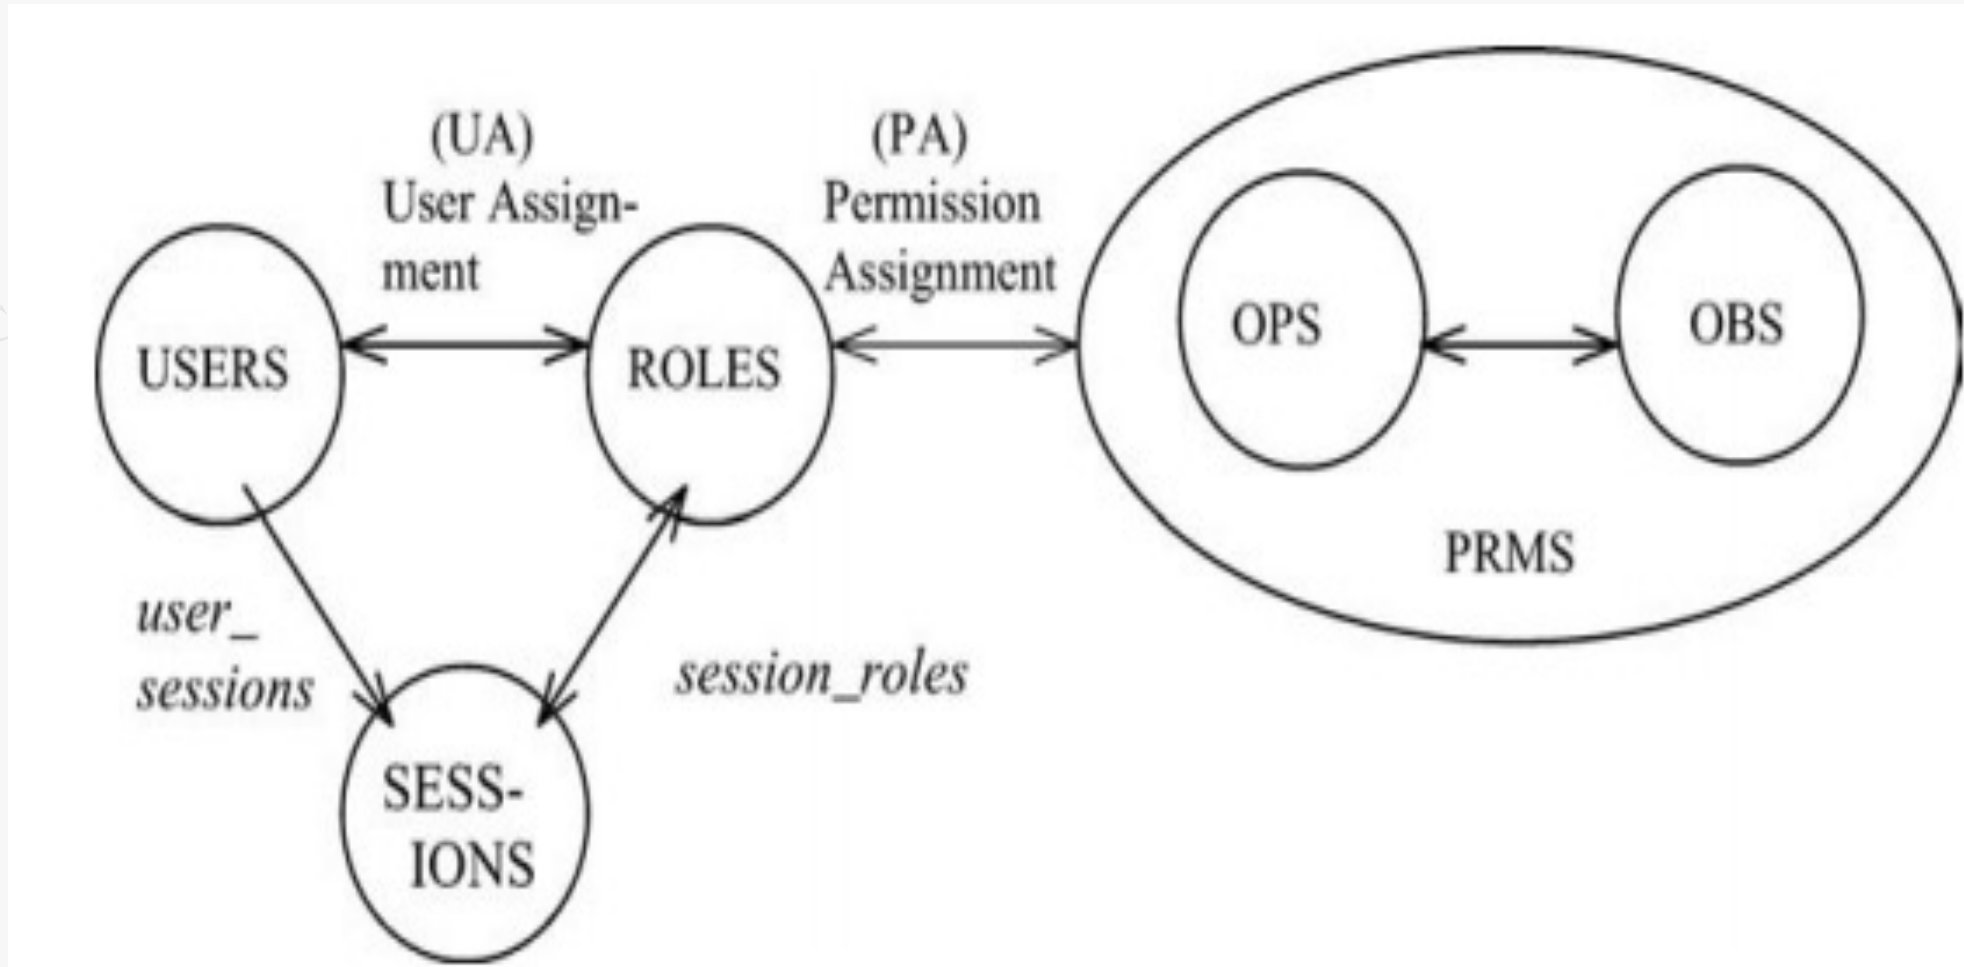 (UA)
User Assign-
ment
(PA)
Permission
Assignment
USERS
ROLES
OPS
OBS
PRMS
user_
sessions
session_roles
SESS-
IONS